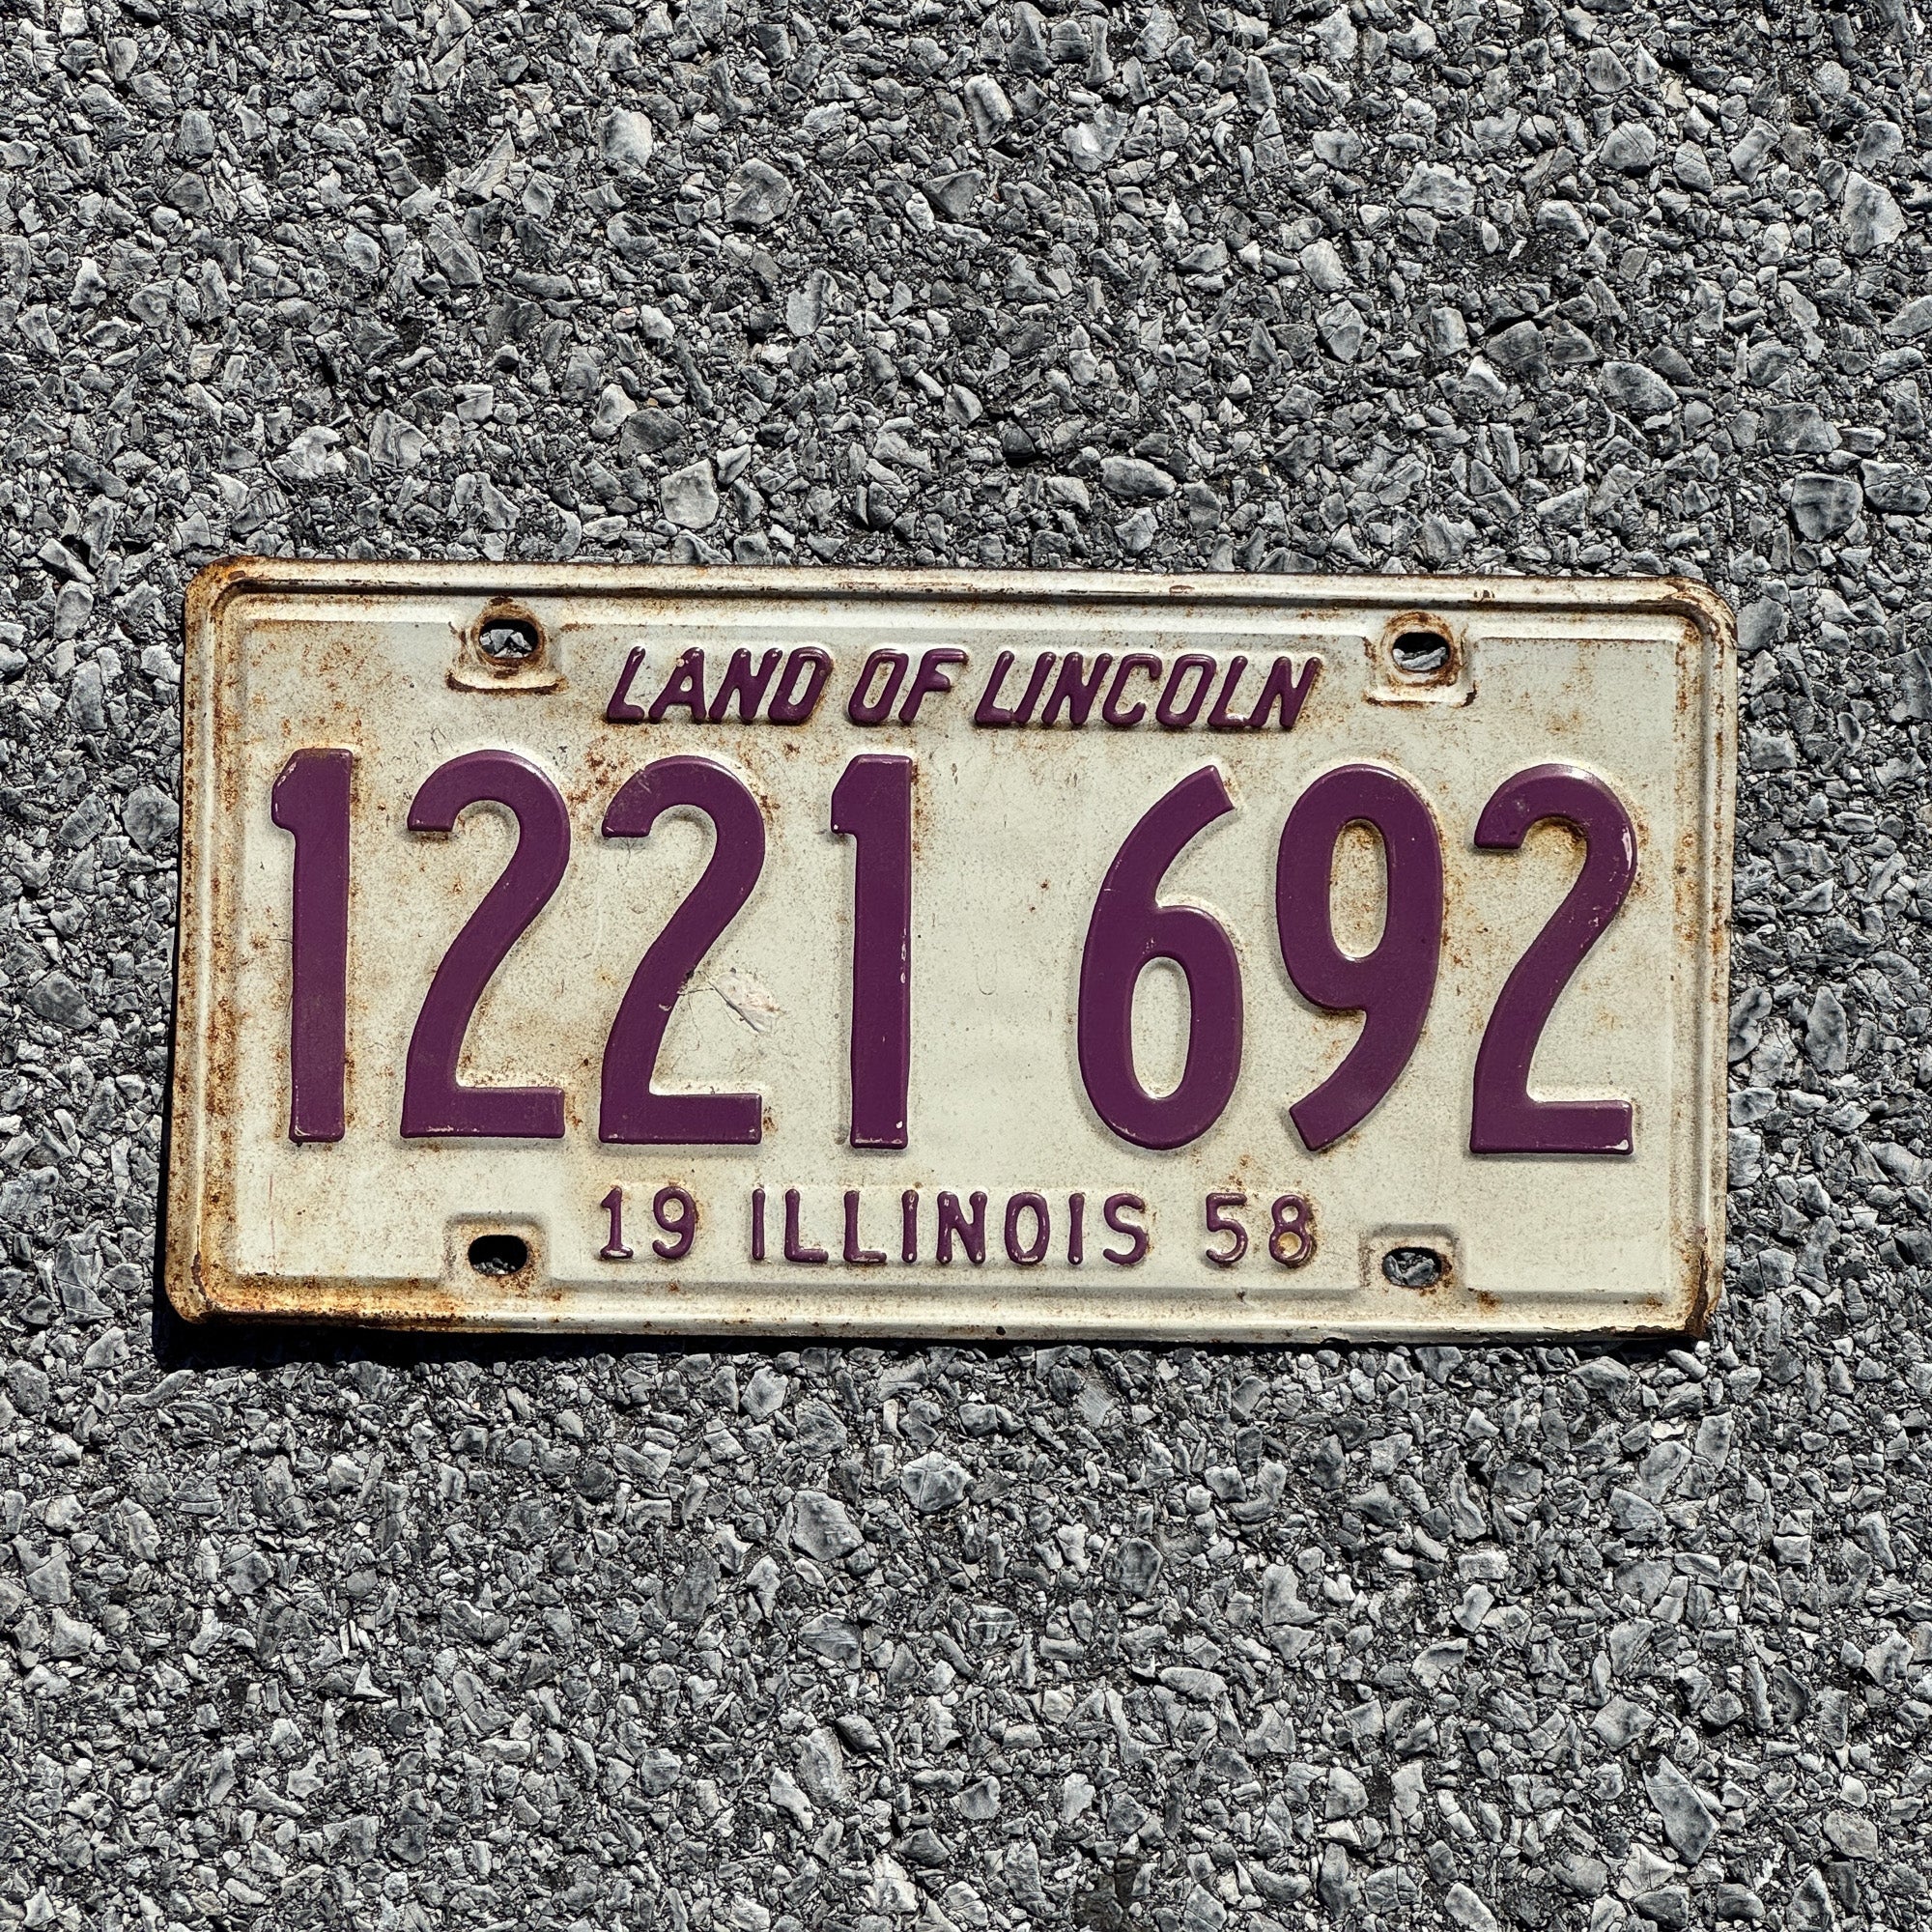 LAND OF LINCOLN
1221 692
19 ILLINOIS 58